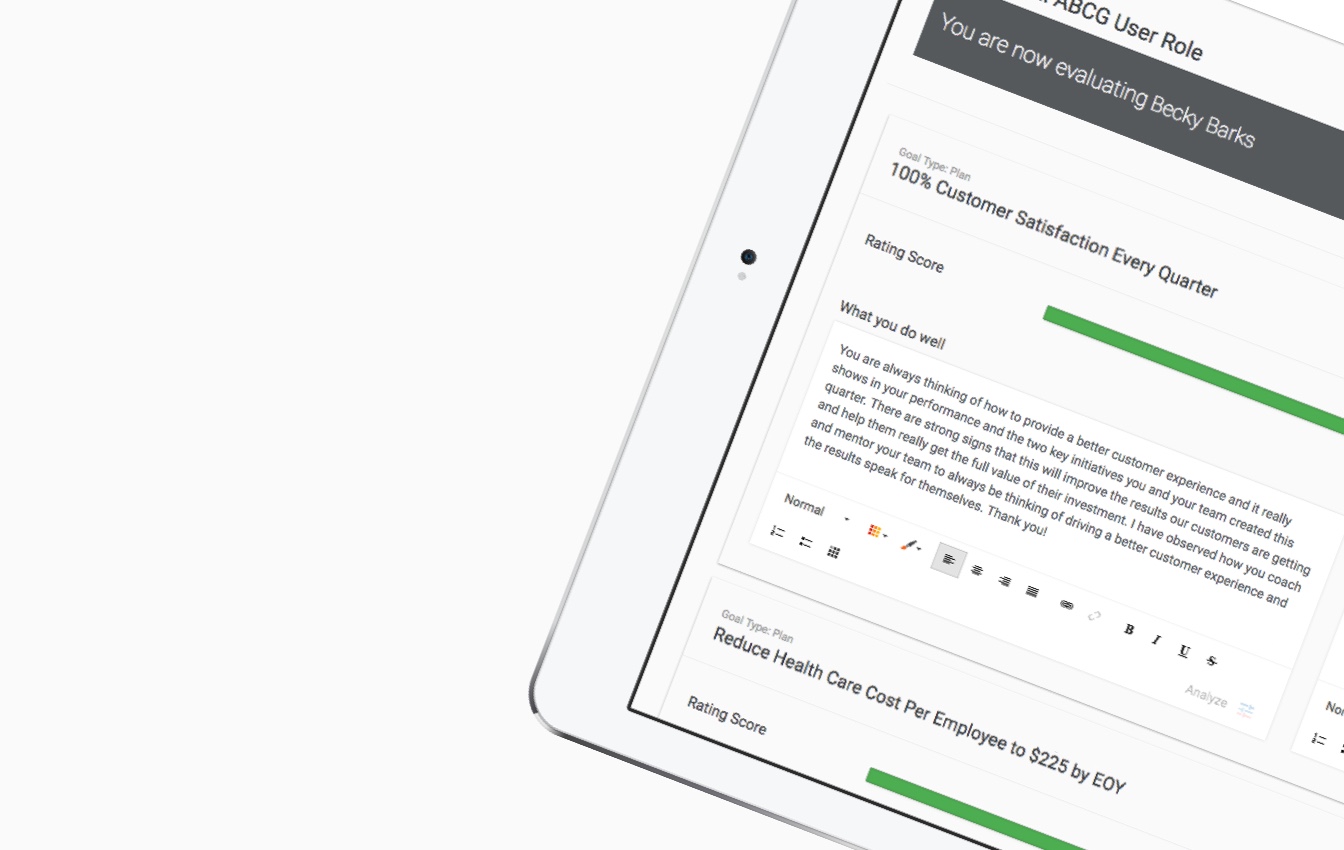 ABCG User Role
You are now evaluating Becky Barks
Goal Type: Plan
100% Customer Satisfaction Every Quarter
Rating Score
What you do well
You are always thinking of how to provide a better customer experience and it really
shows in your performance and the two key initiatives you and your team created this
quarter. There are strong signs that this will improve the results our customers are getting
and help them really get the full value of their investment. I have observed how you coach
and mentor your team to always be thinking of driving a better customer experience and
the results speak for themselves. Thank you!
Normal
B I U S
Analyze
Goal Type: Plan
Reduce Health Care Cost Per Employee to $225 by EOY
Rating Score